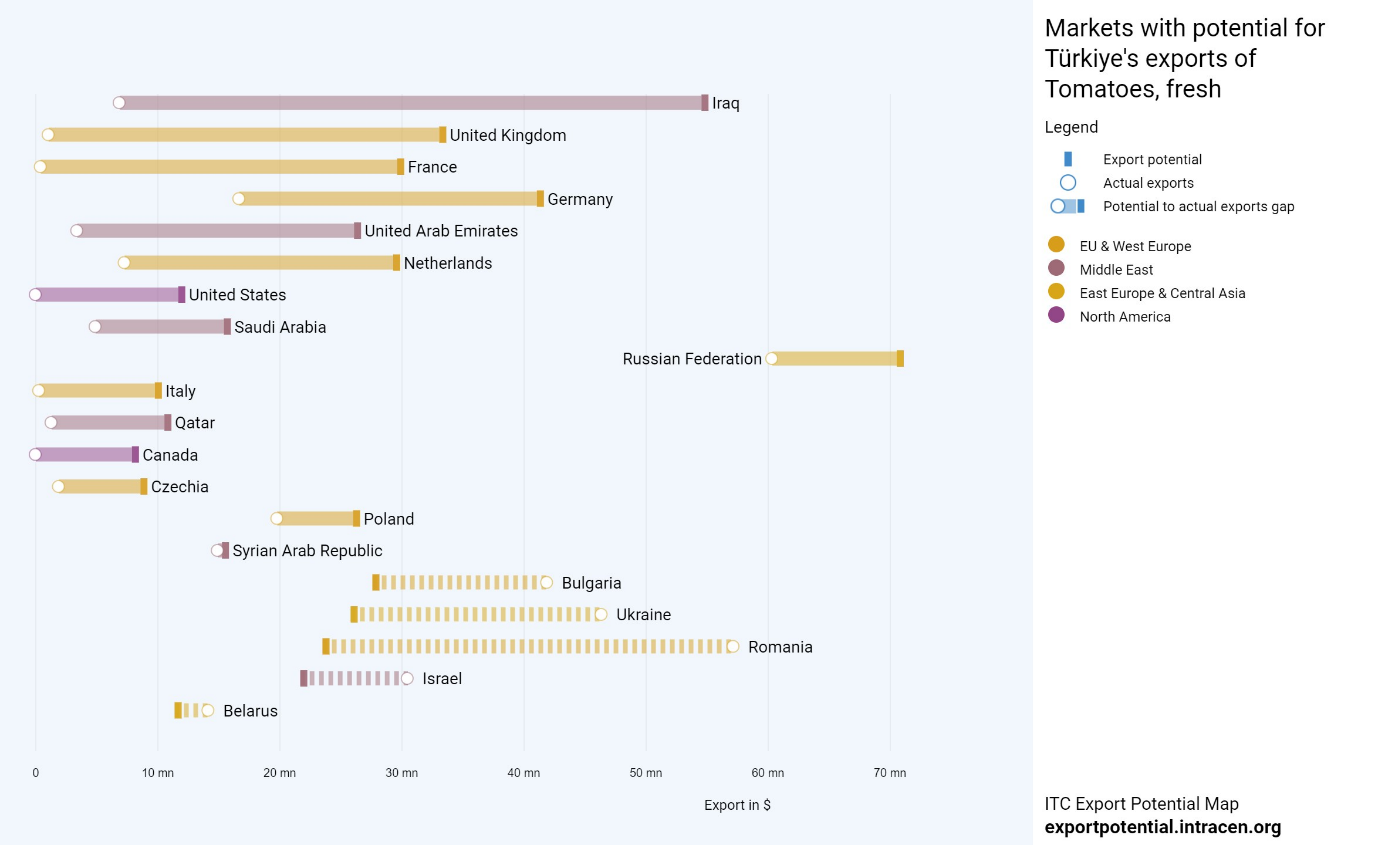 Markets with potential for
Türkiye's exports of
Tomatoes, fresh
Legend
Export potential
Actual exports
Potential to actual exports gap
EU & West Europe
Middle East
East Europe & Central Asia
North America
Iraq
United Kingdom
France
Germany
United Arab Emirates
Netherlands
United States
Saudi Arabia
Russian Federation
Italy
Qatar
Canada
Czechia
Poland
Syrian Arab Republic
Bulgaria
Ukraine
Romania
Israel
Belarus
0 10 mn 20 mn 30 mn 40 mn 50 mn 60 mn 70 mn
Export in $
ITC Export Potential Map
exportpotential.intracen.org